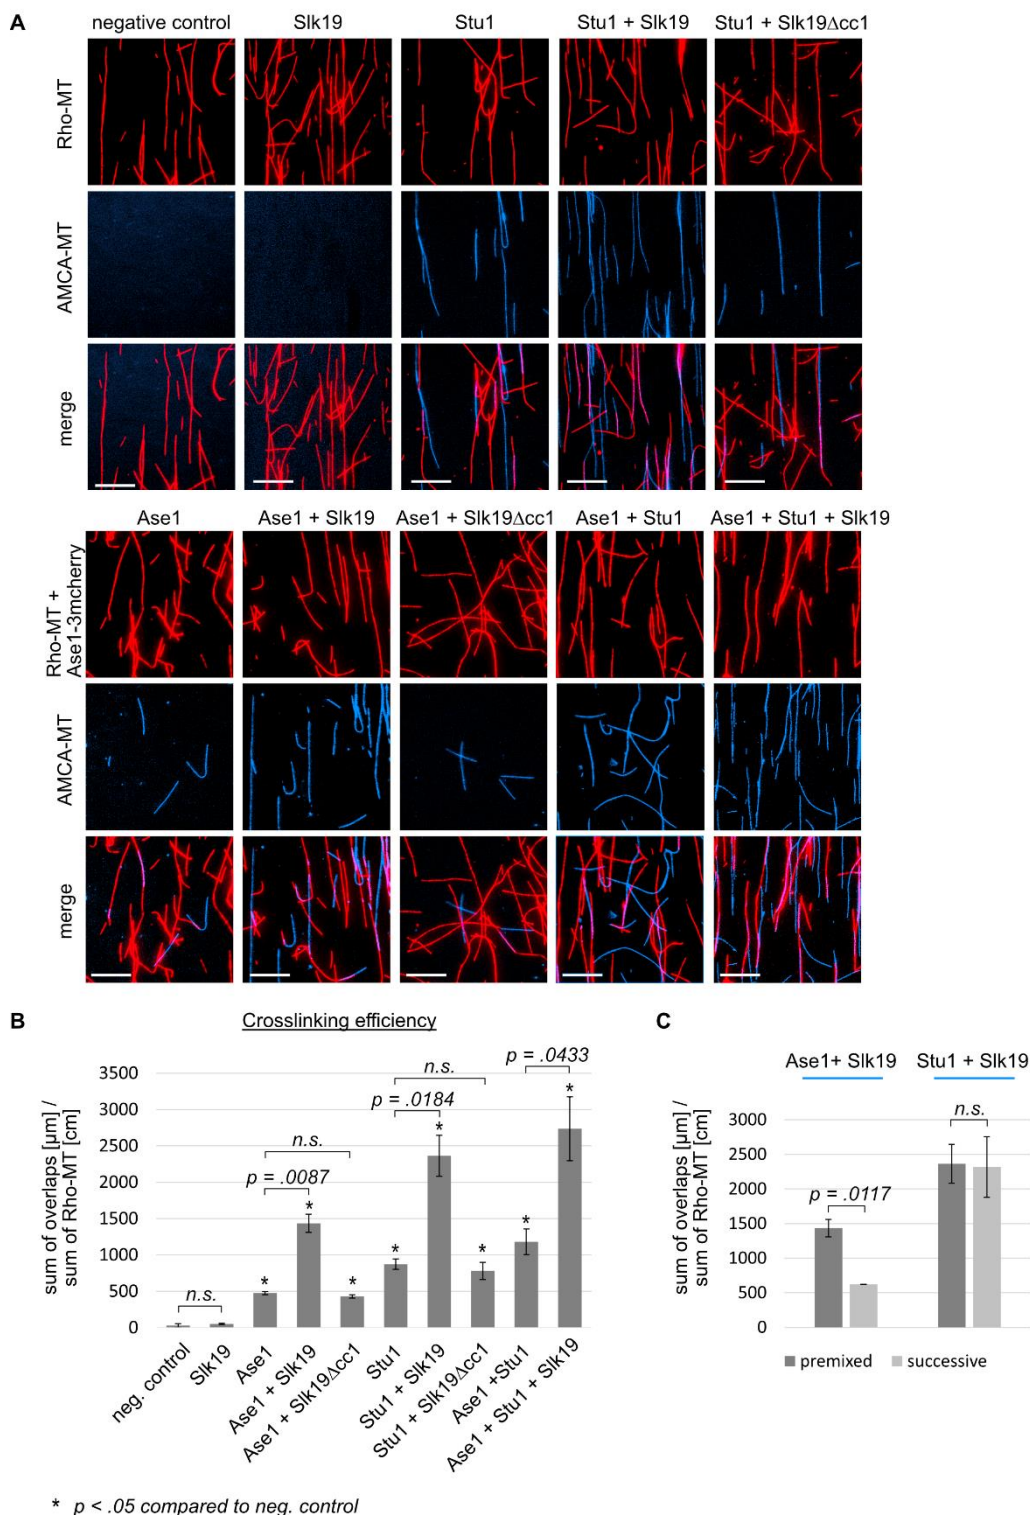 A
negative control
Slk19
Stu1
Stu1 + Slk19
Stu1 + Slk19Δcc1
Rho-MT
AMCA-MT
merge
Ase1
Ase1 + Slk19
Ase1 + Slk19Δcc1
Ase1 + Stu1
Ase1 + Stu1 + Slk19
Rho-MT +
Ase1-3mcherry
AMCA-MT
merge
B
Crosslinking efficiency
sum of overlaps [µm] /
sum of Rho-MT [cm]
3500
3000
2500
2000
1500
1000
500
0
n.s.
p = .0087
n.s.
p = .0184
n.s.
p = .0433
*
*
*
*
*
*
*
*
neg. control
Slk19
Ase1
Ase1 + Slk19
Ase1 + Slk19Δcc1
Stu1
Stu1 + Slk19
Stu1 + Slk19Δcc1
Ase1 +Stu1
Ase1 + Stu1 + Slk19
* p < .05 compared to neg. control
C
Ase1+ Slk19
Stu1 + Slk19
sum of overlaps [µm] /
sum of Rho-MT [cm]
3000
2500
2000
1500
1000
500
0
p = .0117
n.s.
premixed
successive